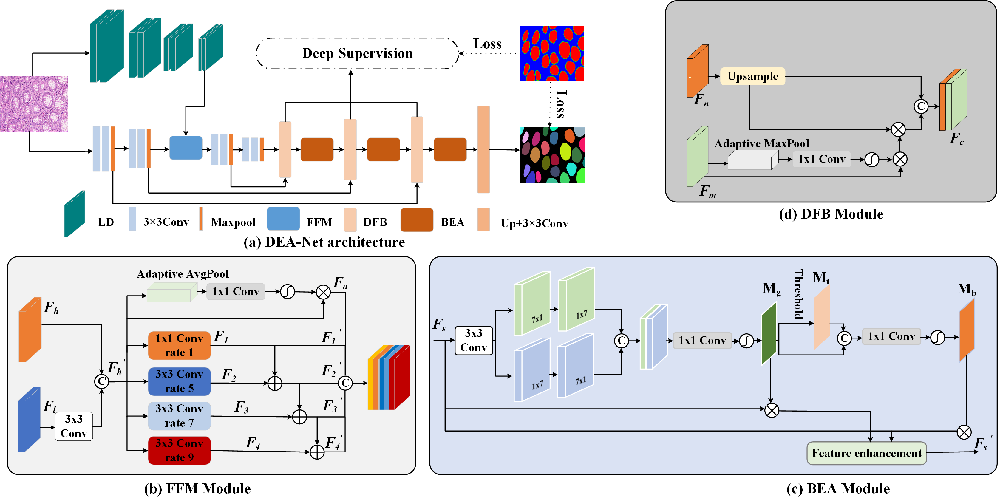 Deep Supervision
Loss
Loss
LD
3×3Conv
Maxpool
FFM
DFB
BEA
Up+3×3Conv
(a) DEA-Net architecture
Fn
Upsample
C
Fc
Adaptive MaxPool
1x1 Conv
Fm
(d) DFB Module
Adaptive AvgPool
1x1 Conv
Fa
Fh
1x1 Conv
rate 1
F1
F1'
Fh'
C
3x3 Conv
rate 5
F2
F2'
C
Fl
3x3
Conv
3x3 Conv
rate 7
F3
F3'
3x3 Conv
rate 9
F4
F4'
(b) FFM Module
Fs
3x3
Conv
7x1
1x7
1x7
7x1
C
1x1 Conv
Mg
Threshold
Mt
C
1x1 Conv
Mb
Feature enhancement
Fs'
(c) BEA Module